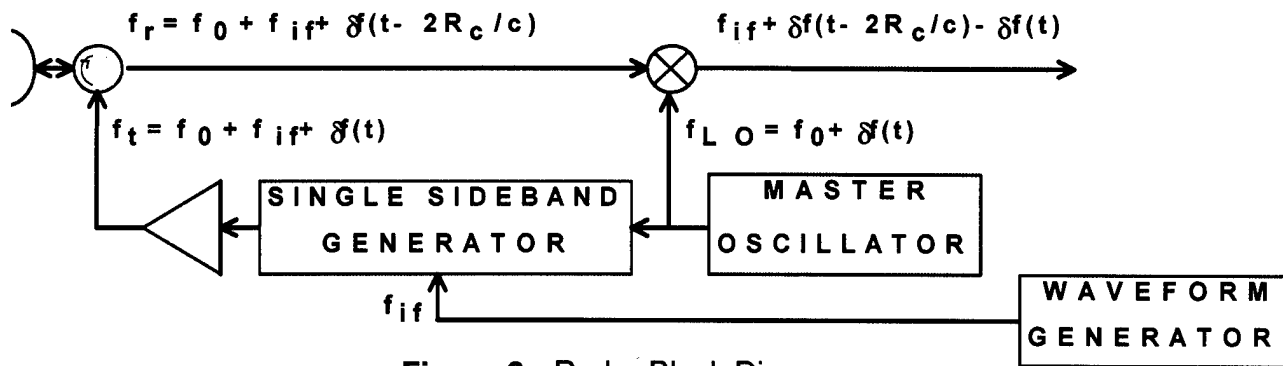 f_r = f_0 + f_if + δf(t- 2R_c/c)
f_if + δf(t- 2R_c/c)- δf(t)
f_t = f_0 + f_if + δf(t)
f_LO = f_0 + δf(t)
SINGLE SIDEBAND
GENERATOR
MASTER
OSCILLATOR
f_if
WAVEFORM
GENERATOR